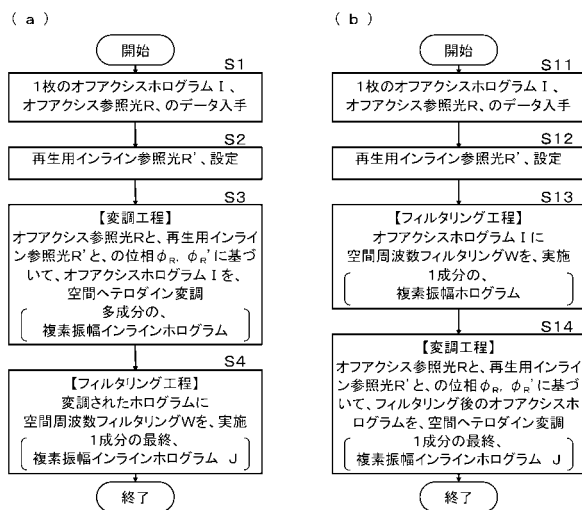 (a)
開始
S1
1枚のオフアクシスホログラムI、
オフアクシス参照光R、のデータ入手
S2
再生用インライン参照光R'、設定
S3
【変調工程】
オフアクシス参照光Rと、再生用インライ
ン参照光R'と、の位相φR, φR'に基づ
いて、オフアクシスホログラムIを、
空間ヘテロダイン変調
多成分の、
複素振幅インラインホログラム
S4
【フィルタリング工程】
変調されたホログラムに
空間周波数フィルタリングWを、実施
1成分の最終、
複素振幅インラインホログラム J
終了
(b)
開始
S11
1枚のオフアクシスホログラムI、
オフアクシス参照光R、のデータ入手
S12
再生用インライン参照光R'、設定
S13
【フィルタリング工程】
オフアクシスホログラムIに
空間周波数フィルタリングWを、実施
1成分の、
複素振幅ホログラム
S14
【変調工程】
オフアクシス参照光Rと、再生用インライ
ン参照光R'と、の位相φR, φR'に基づ
いて、フィルタリング後のオフアクシスホ
ログラムを、空間ヘテロダイン変調
1成分の最終、
複素振幅インラインホログラム J
終了